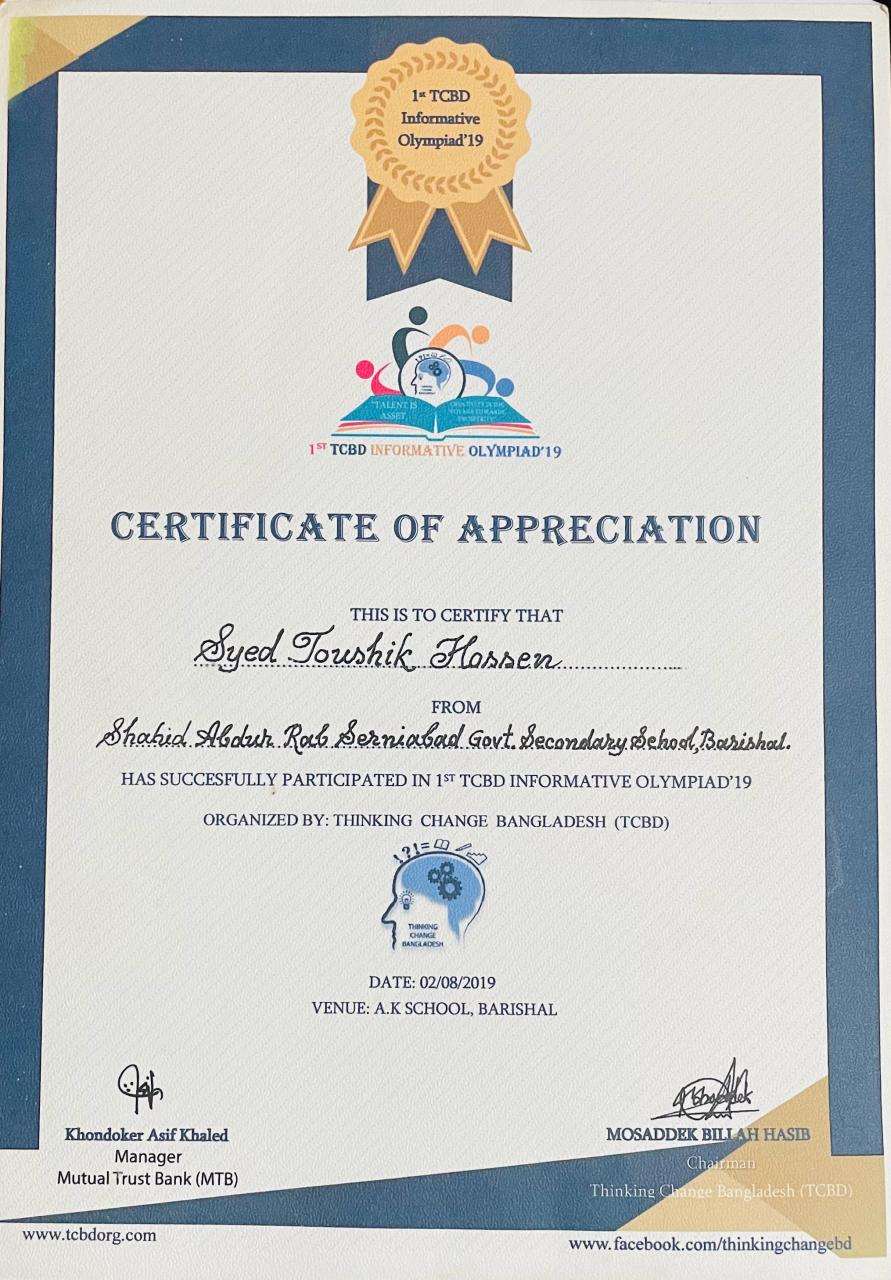 1st TCBD
Informative
Olympiad'19
"TALENT IS
ASSET,
CREATIVITY IS THE
VOYAGE TOWARDS
PROSPERITY"
1ST TCBD INFORMATIVE OLYMPIAD'19
CERTIFICATE OF APPRECIATION
THIS IS TO CERTIFY THAT
Syed Toushik Hossen
FROM
Shahid Abdur Rab Serniabad Govt. Secondary School, Barishal.
HAS SUCCESFULLY PARTICIPATED IN 1ST TCBD INFORMATIVE OLYMPIAD'19
ORGANIZED BY: THINKING CHANGE BANGLADESH (TCBD)
!?!=
THINKING
CHANGE
BANGLADESH
DATE: 02/08/2019
VENUE: A.K SCHOOL, BARISHAL
Khondoker Asif Khaled
Manager
Mutual Trust Bank (MTB)
MOSADDEK BILLAH HASIB
Chairman
Thinking Change Bangladesh (TCBD)
www.tcbdorg.com
www.facebook.com/thinkingchangebd